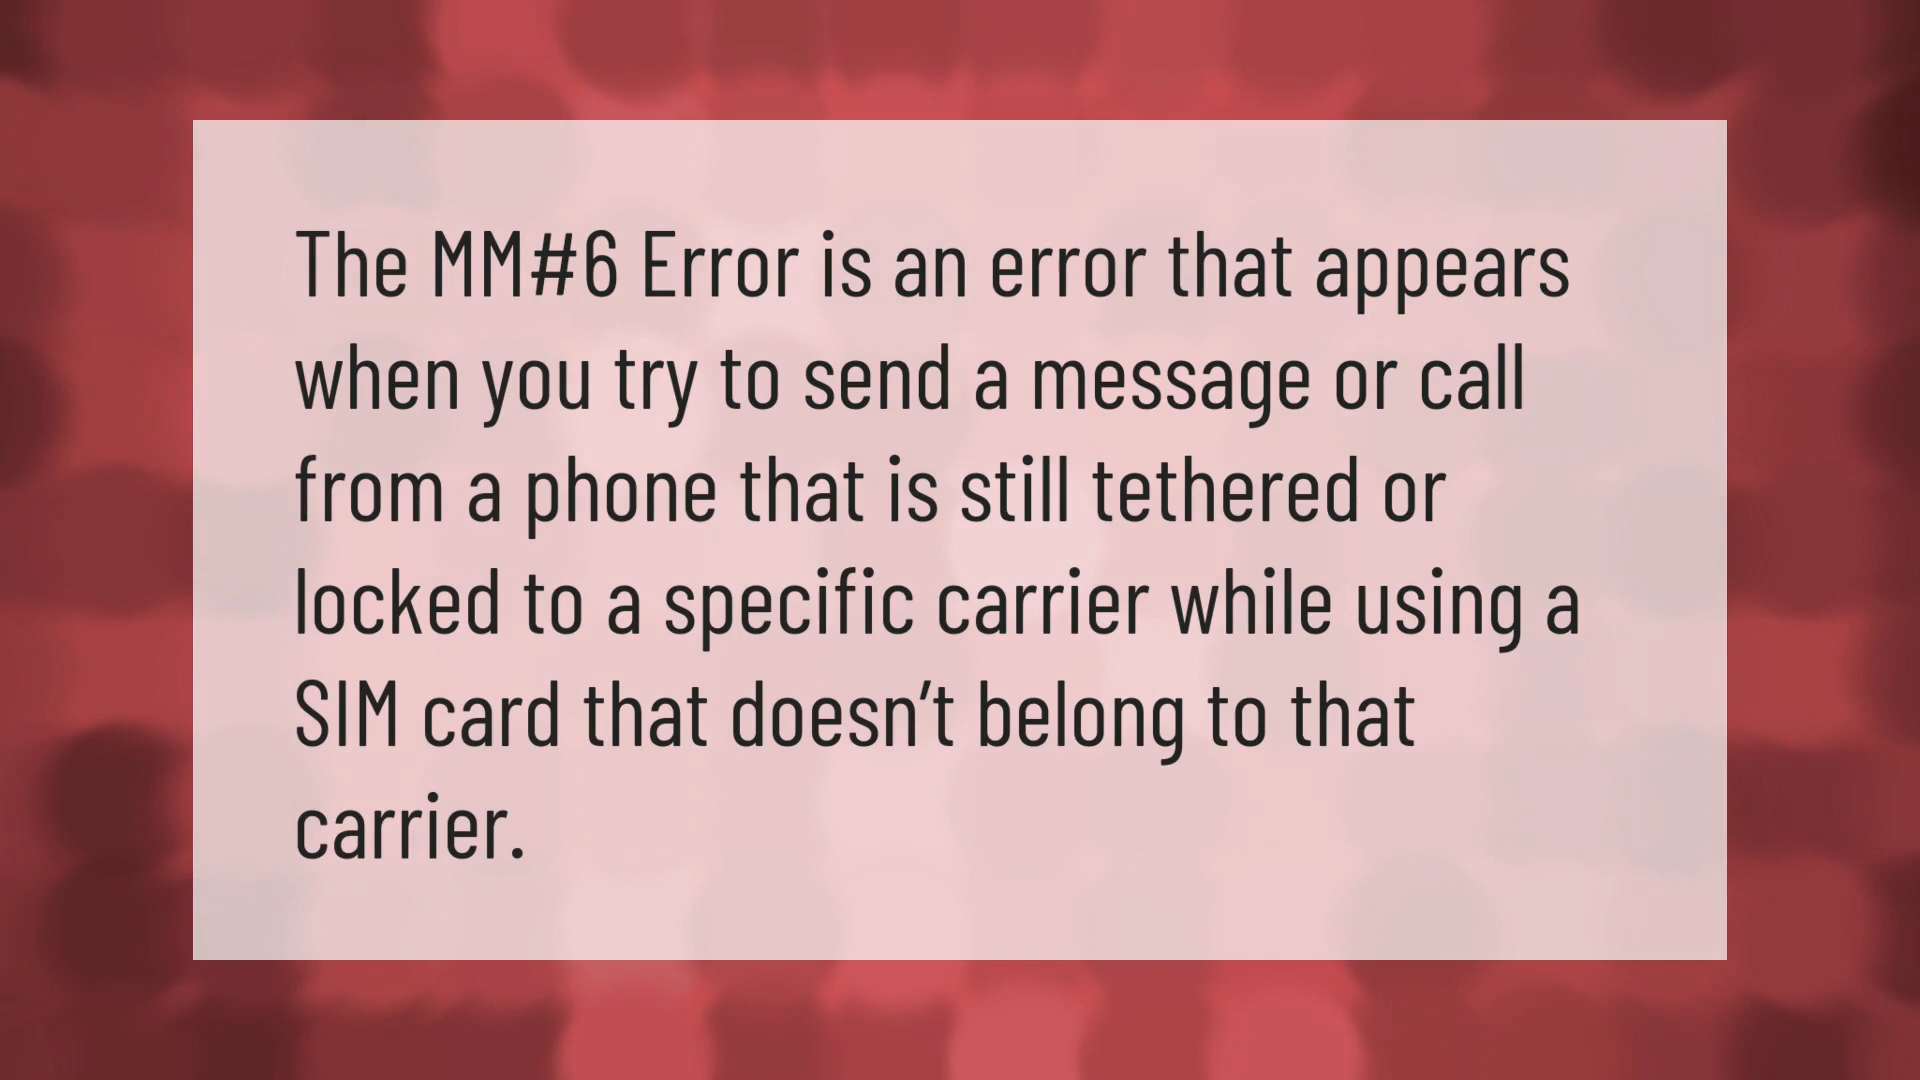 The MM#6 Error is an error that appears
when you try to send a message or call
from a phone that is still tethered or
locked to a specific carrier while using a
SIM card that doesn’t belong to that
carrier.